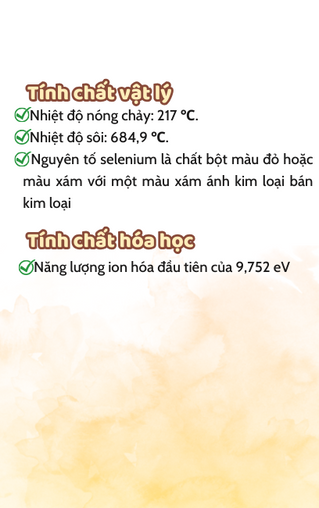 Tính chất vật lý
Nhiệt độ nóng chảy: 217 °C.
Nhiệt độ sôi: 684,9 °C.
Nguyên tố selenium là chất bột màu đỏ hoặc
màu xám với một màu xám ánh kim loại bán
kim loại
Tính chất hóa học
Năng lượng ion hóa đầu tiên của 9,752 eV